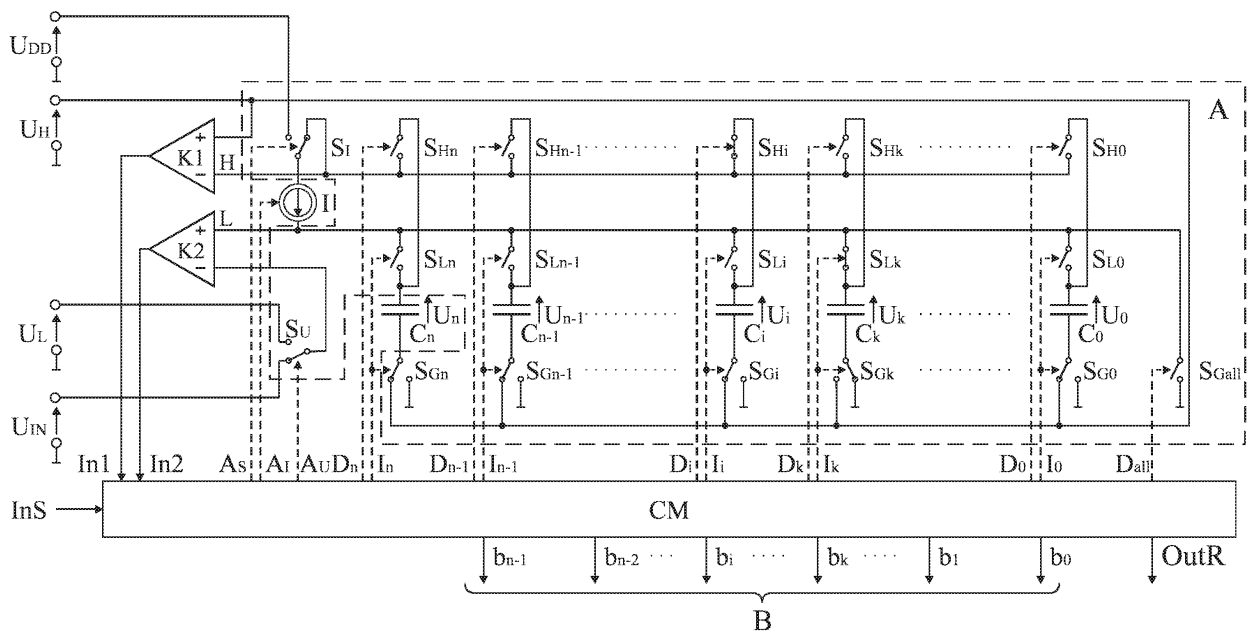 UDD
UH
A
K1
+
−
H
SI
SHn
SHn-1
SHi
SHk
SH0
I
K2
+
−
L
SLn
SLn-1
SLi
SLk
SL0
UL
SU
Un
Cn
Un-1
Cn-1
Ui
Ci
Uk
Ck
U0
C0
SGn
SGn-1
SGi
SGk
SG0
SGall
UIN
In1 In2 AS AI AU Dn In Dn-1 In-1 Di Ii Dk Ik D0 I0 Dall
InS
CM
bn-1 bn-2 bi bk b1 b0 OutR
B